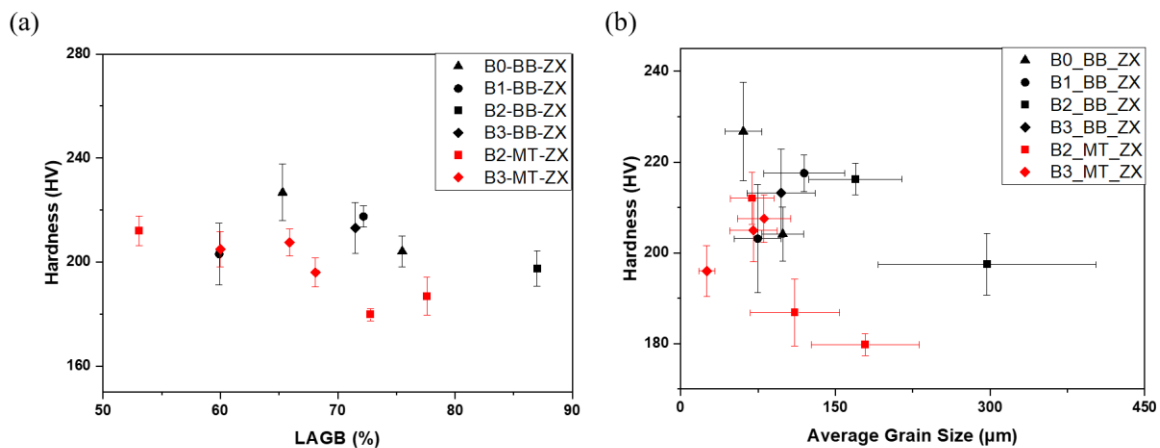 (a)
280
240
200
160
50
60
70
80
90
Hardness (HV)
LAGB (%)
B0-BB-ZX
B1-BB-ZX
B2-BB-ZX
B3-BB-ZX
B2-MT-ZX
B3-MT-ZX
(b)
240
220
200
180
0
150
300
450
Hardness (HV)
Average Grain Size (µm)
B0_BB_ZX
B1_BB_ZX
B2_BB_ZX
B3_BB_ZX
B2_MT_ZX
B3_MT_ZX